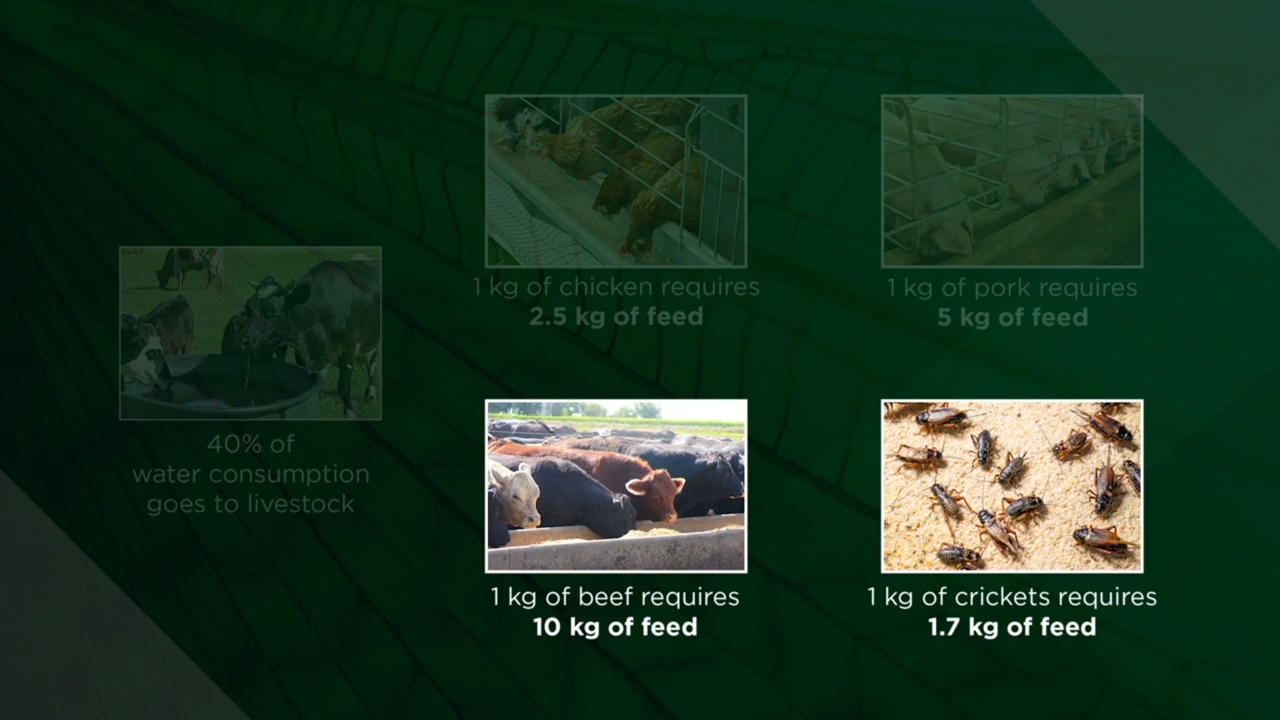 40% of
water consumption
goes to livestock
1 kg of chicken requires
2.5 kg of feed
1 kg of pork requires
5 kg of feed
1 kg of beef requires
10 kg of feed
1 kg of crickets requires
1.7 kg of feed